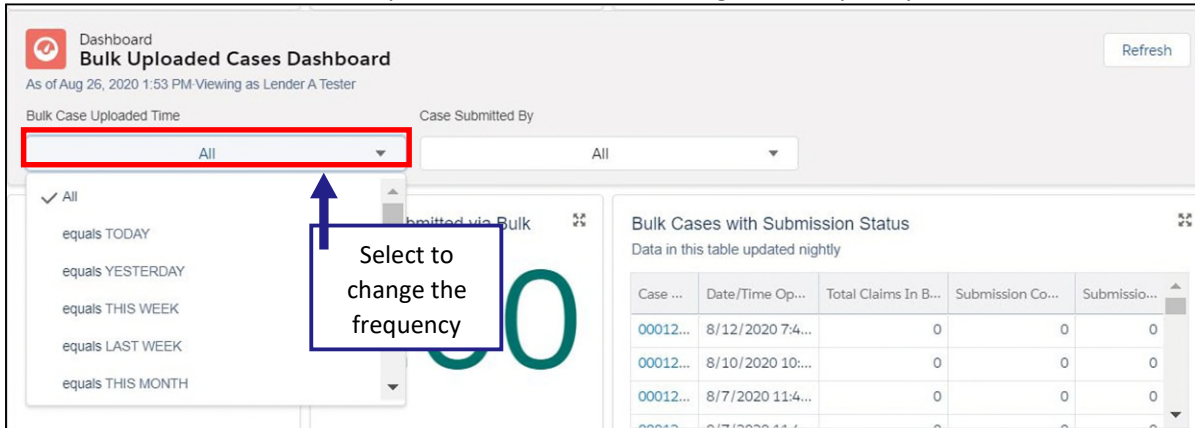 Dashboard
Bulk Uploaded Cases Dashboard
Refresh
As of Aug 26, 2020 1:53 PM·Viewing as Lender A Tester
Bulk Case Uploaded Time
Case Submitted By
All
All
All
equals TODAY
equals YESTERDAY
equals THIS WEEK
equals LAST WEEK
equals THIS MONTH
Select to
change the
frequency
via Bulk
Bulk Cases with Submission Status
Data in this table updated nightly
Case ... Date/Time Op... Total Claims In B... Submission Co... Submissio...
00012... 8/12/2020 7:4... 0 0 0
00012... 8/10/2020 10:... 0 0 0
00012... 8/7/2020 11:4... 0 0 0